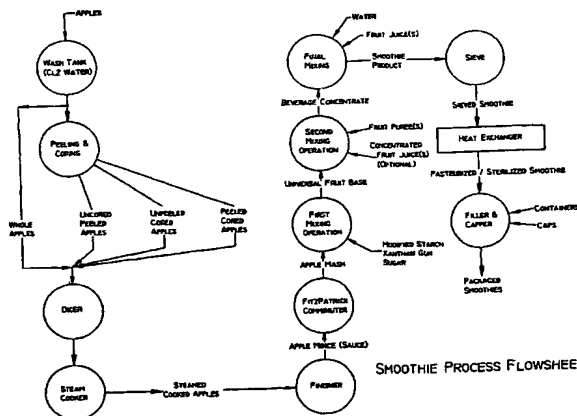 APPLES
WASH TANK
(CL2 WATER)
PEELING &
CORING
WHOLE
APPLES
UNCORED
PEELED
APPLES
UNPEELED
CORED
APPLES
PEELED
CORED
APPLES
DICER
STEAM
COOKER
STEAMED
COOKED APPLES
FINISHER
APPLE MINCE (SAUCE)
FITZPATRICK
COMMINUTER
APPLE MASH
FIRST
MIXING
OPERATION
MODIFIED STARCH
XANTHAN GUM
SUGAR
UNIVERSAL FRUIT BASE
SECOND
MIXING
OPERATION
FRUIT PUREE(S)
CONCENTRATED
FRUIT JUICE(S)
(OPTIONAL)
BEVERAGE CONCENTRATE
MIXING
WATER
FRUIT JUICE(S)
SMOOTHIE
PRODUCT
SIEVE
SIEVED SMOOTHIE
HEAT EXCHANGER
PASTEURIZED / STERILIZED SMOOTHIE
FILLER &
CAPPER
CONTAINERS
CAPS
PACKAGED
SMOOTHIES
SMOOTHIE PROCESS FLOWSHEE